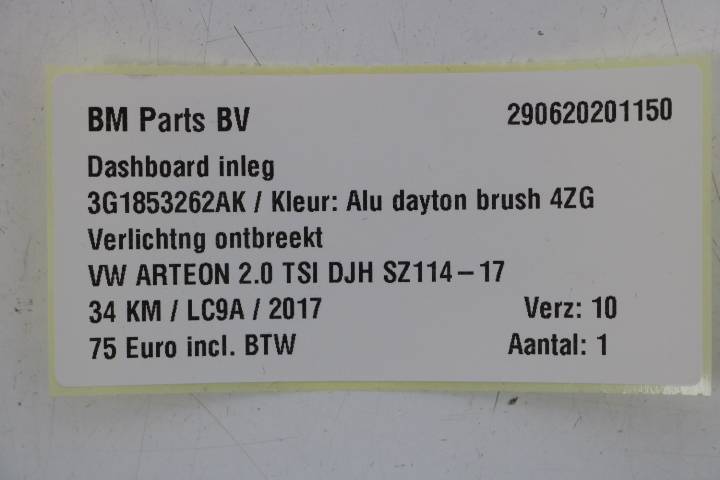 BM Parts BV 290620201150
Dashboard inleg
3G1853262AK / Kleur: Alu dayton brush 4ZG
Verlichtng ontbreekt
VW ARTEON 2.0 TSI DJH SZ114-17
34 KM / LC9A / 2017 Verz: 10
75 Euro incl. BTW Aantal: 1